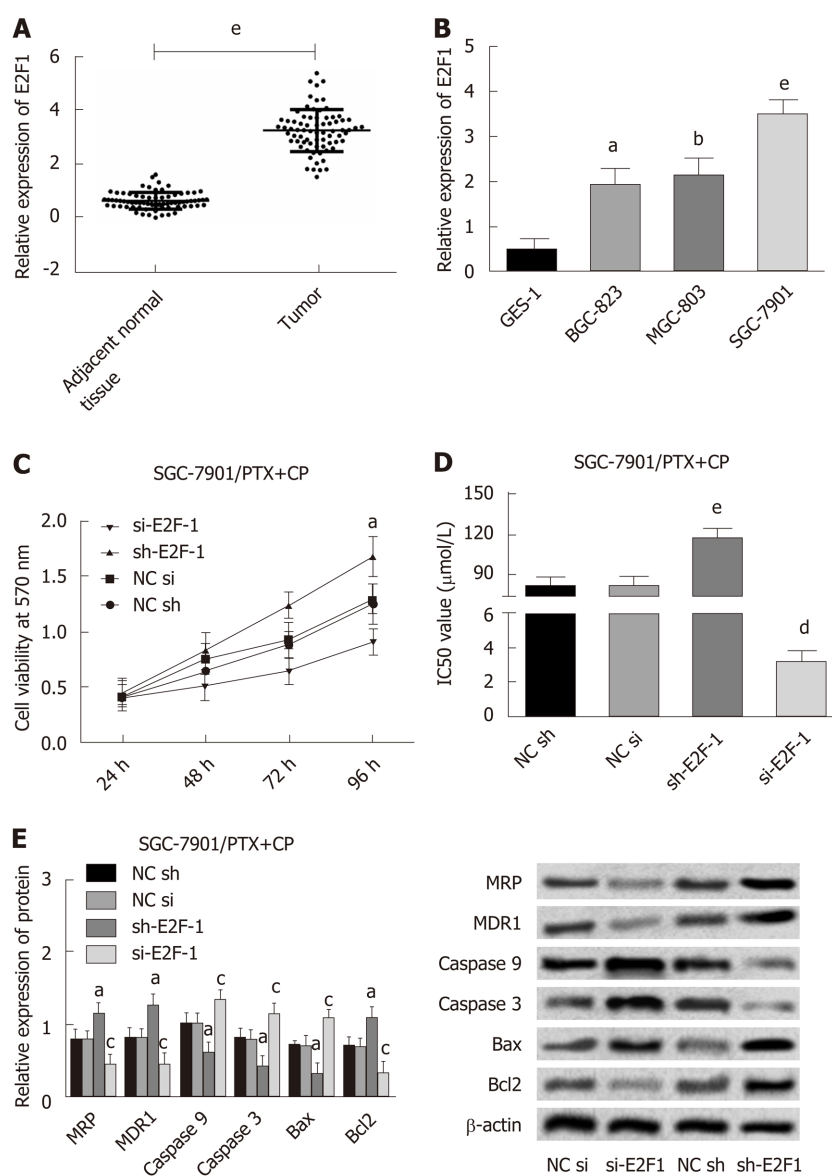 A
e
Relative expression of E2F1
6
4
2
0
-2
Adjacent normal
tissue
Tumor
B
Relative expression of E2F1
5
4
3
2
1
0
a
b
e
GES-1
BGC-823
MGC-803
SGC-7901
C
SGC-7901/PTX+CP
Cell viability at 570 nm
2.0
1.5
1.0
0.5
0.0
si-E2F-1
sh-E2F-1
NC si
NC sh
a
24 h
48 h
72 h
96 h
D
SGC-7901/PTX+CP
IC50 value (μmol/L)
150
120
90
6
4
2
0
e
d
NC sh
NC si
sh-E2F-1
si-E2F-1
E
SGC-7901/PTX+CP
Relative expression of protein
3
2
1
0
NC sh
NC si
sh-E2F-1
si-E2F-1
a
c
a
c
a
c
a
c
a
c
a
c
MRP
MDR1
Caspase 9
Caspase 3
Bax
Bcl2
MRP
MDR1
Caspase 9
Caspase 3
Bax
Bcl2
β-actin
NC si si-E2F1 NC sh sh-E2F1